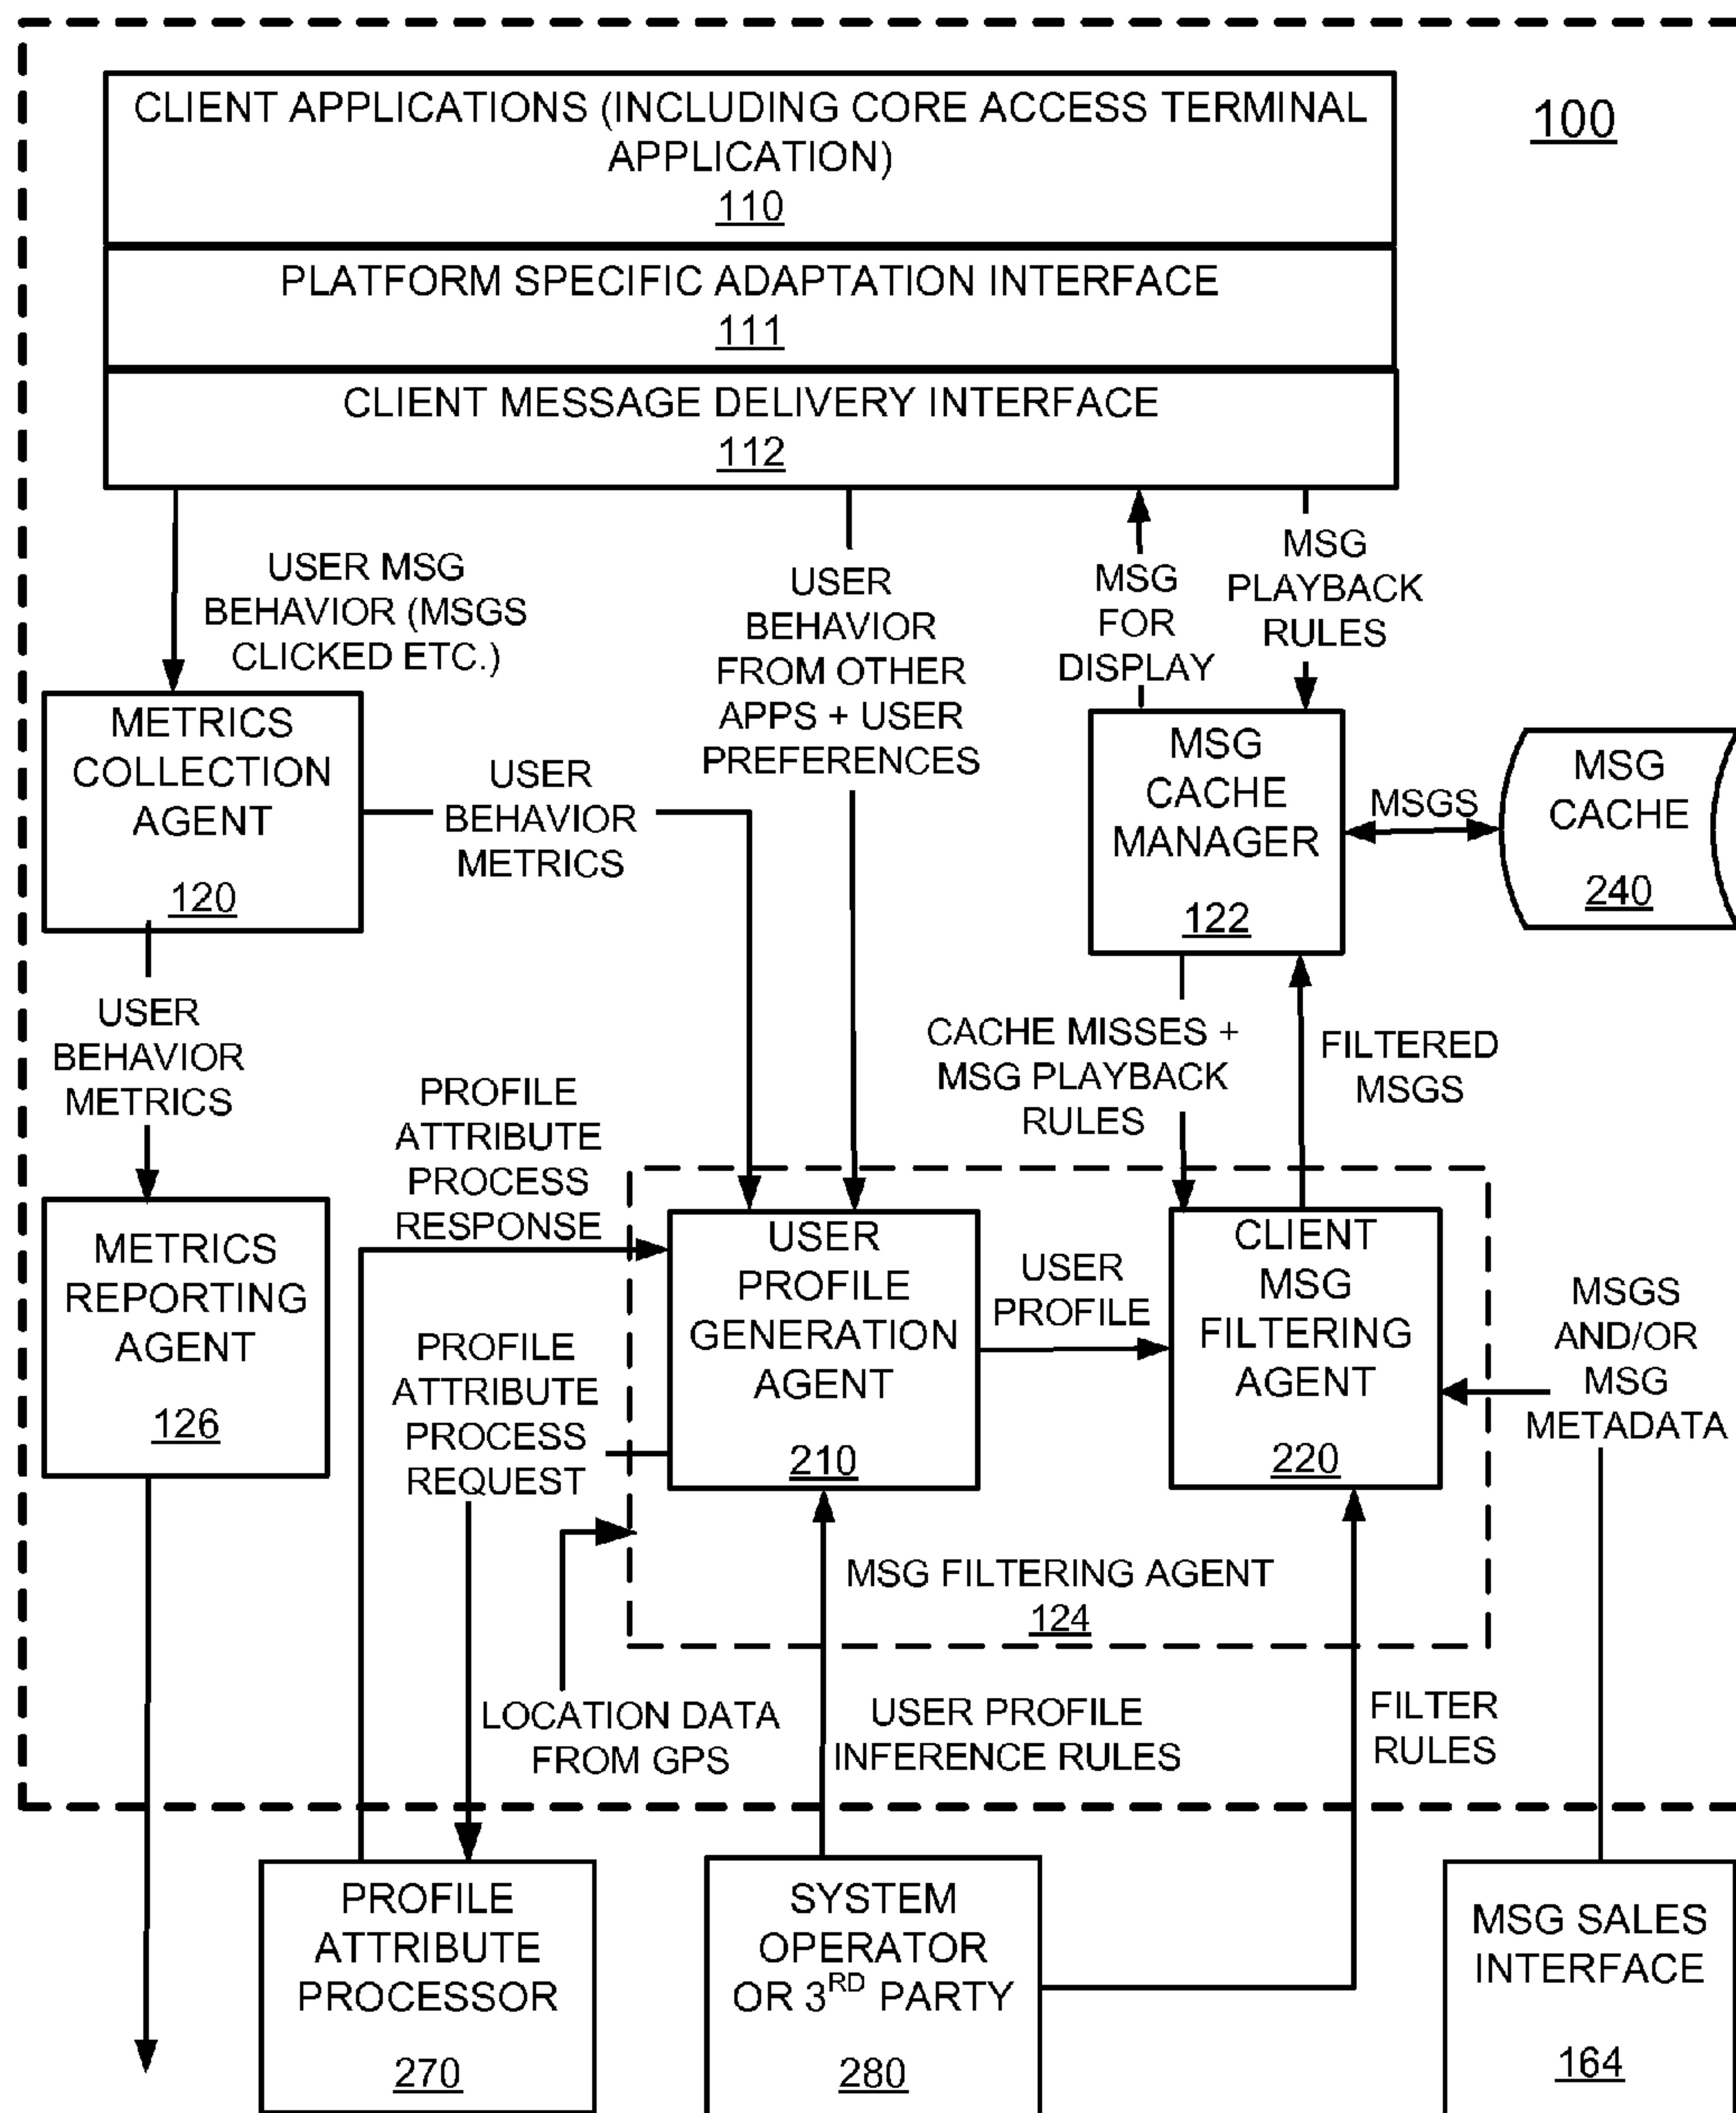 CLIENT APPLICATIONS (INCLUDING CORE ACCESS TERMINAL
APPLICATION)
110
100
PLATFORM SPECIFIC ADAPTATION INTERFACE
111
CLIENT MESSAGE DELIVERY INTERFACE
112
USER MSG
BEHAVIOR (MSGS
CLICKED ETC.)
USER
BEHAVIOR
FROM OTHER
APPS + USER
PREFERENCES
MSG
FOR
DISPLAY
MSG
PLAYBACK
RULES
METRICS
COLLECTION
AGENT
120
USER
BEHAVIOR
METRICS
MSG
CACHE
MANAGER
122
MSGS
MSG
CACHE
240
USER
BEHAVIOR
METRICS
CACHE MISSES +
MSG PLAYBACK
RULES
FILTERED
MSGS
PROFILE
ATTRIBUTE
PROCESS
RESPONSE
METRICS
REPORTING
AGENT
126
USER
PROFILE
GENERATION
AGENT
210
USER
PROFILE
CLIENT
MSG
FILTERING
AGENT
220
MSGS
AND/OR
MSG
METADATA
PROFILE
ATTRIBUTE
PROCESS
REQUEST
MSG FILTERING AGENT
124
LOCATION DATA
FROM GPS
USER PROFILE
INFERENCE RULES
FILTER
RULES
PROFILE
ATTRIBUTE
PROCESSOR
270
SYSTEM
OPERATOR
OR 3RD PARTY
280
MSG SALES
INTERFACE
164